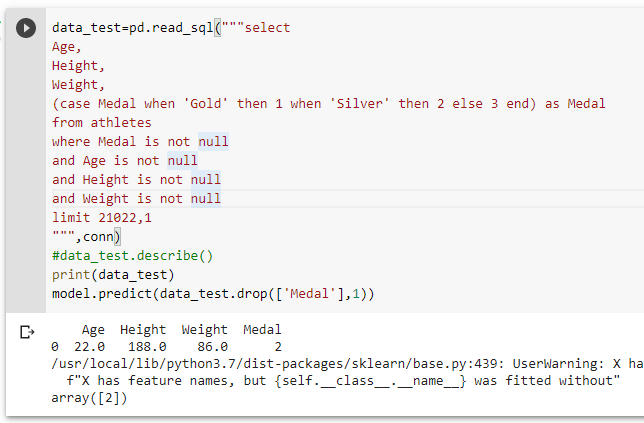 data_test=pd.read_sql("""select
Age,
Height,
Weight,
(case Medal when 'Gold' then 1 when 'Silver' then 2 else 3 end) as Medal
from athletes
where Medal is not null
and Age is not null
and Height is not null
and Weight is not null
limit 21022,1
""",conn)
#data_test.describe()
print(data_test)
model.predict(data_test.drop(['Medal'],1))
Age Height Weight Medal
0 22.0 188.0 86.0 2
/usr/local/lib/python3.7/dist-packages/sklearn/base.py:439: UserWarning: X ha
f"X has feature names, but {self.__class__.__name__} was fitted without"
array([2])